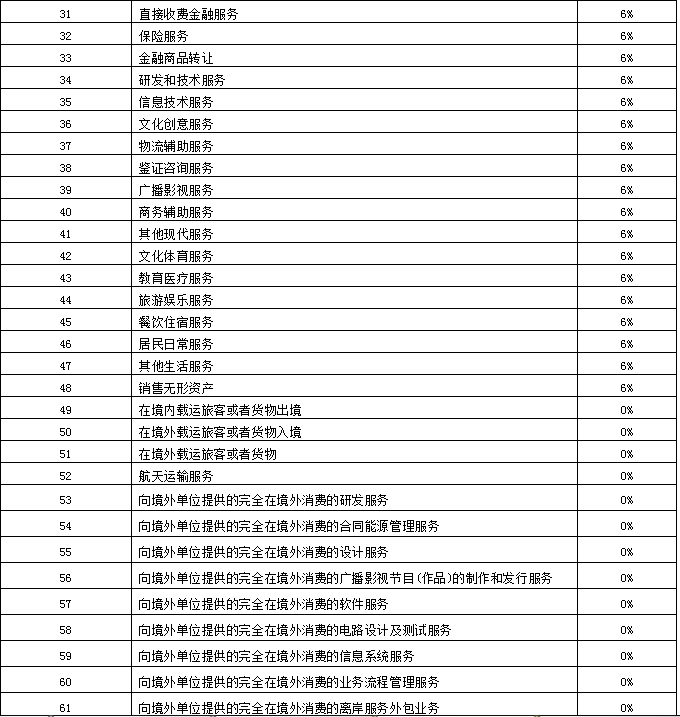 31 直接收费金融服务 6%
32 保险服务 6%
33 金融商品转让 6%
34 研发和技术服务 6%
35 信息技术服务 6%
36 文化创意服务 6%
37 物流辅助服务 6%
38 鉴证咨询服务 6%
39 广播影视服务 6%
40 商务辅助服务 6%
41 其他现代服务 6%
42 文化体育服务 6%
43 教育医疗服务 6%
44 旅游娱乐服务 6%
45 餐饮住宿服务 6%
46 居民日常服务 6%
47 其他生活服务 6%
48 销售无形资产 6%
49 在境内载运旅客或者货物出境 0%
50 在境外载运旅客或者货物入境 0%
51 在境外载运旅客或者货物 0%
52 航天运输服务 0%
53 向境外单位提供的完全在境外消费的研发服务 0%
54 向境外单位提供的完全在境外消费的合同能源管理服务 0%
55 向境外单位提供的完全在境外消费的设计服务 0%
56 向境外单位提供的完全在境外消费的广播影视节目(作品)的制作和发行服务 0%
57 向境外单位提供的完全在境外消费的软件服务 0%
58 向境外单位提供的完全在境外消费的电路设计及测试服务 0%
59 向境外单位提供的完全在境外消费的信息系统服务 0%
60 向境外单位提供的完全在境外消费的业务流程管理服务 0%
61 向境外单位提供的完全在境外消费的离岸服务外包业务 0%